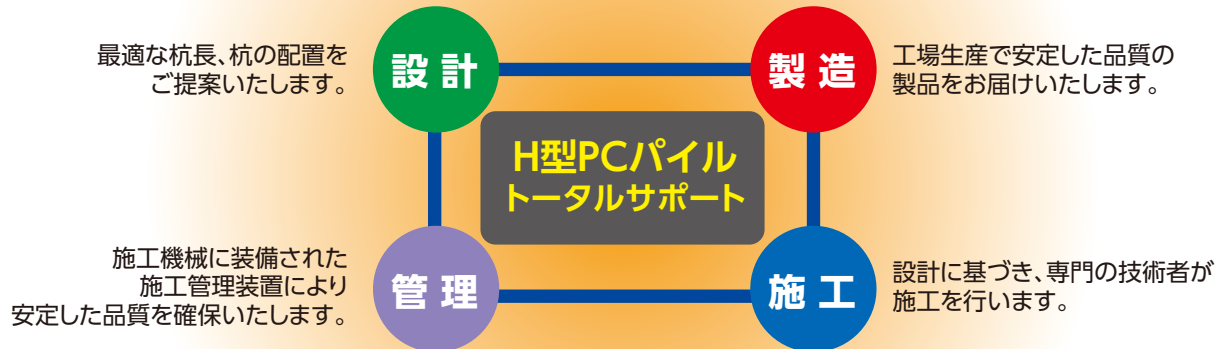 最適な杭長、杭の配置を
ご提案いたします。
設計
製造
工場生産で安定した品質の
製品をお届けいたします。
H型PCパイル
トータルサポート
施工機械に装備された
施工管理装置により
安定した品質を確保いたします。
管理
施工
設計に基づき、専門の技術者が
施工を行います。